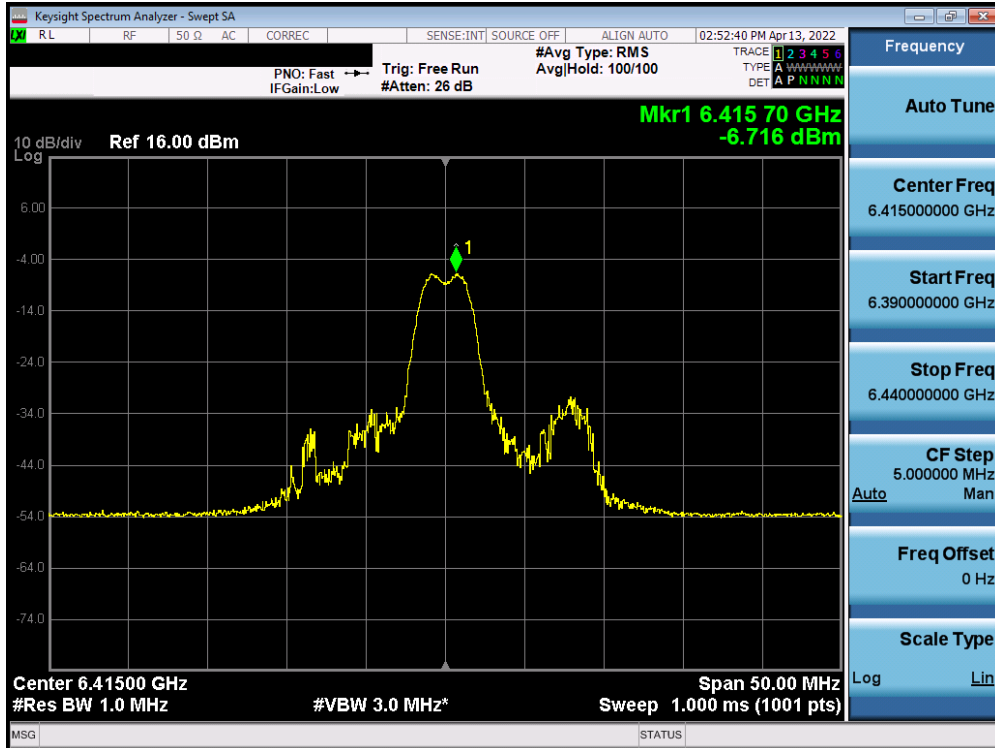 Keysight Spectrum Analyzer - Swept SA
LXI RL RF 50 Ω AC CORREC SENSE:INT SOURCE OFF ALIGN AUTO 02:52:40 PM Apr 13, 2022
PNO: Fast
IFGain:Low
Trig: Free Run
#Atten: 26 dB
#Avg Type: RMS
Avg|Hold: 100/100
TRACE 1 2 3 4 5 6
TYPE A WWWWW
DET A P N N N N
Mkr1 6.415 70 GHz
-6.716 dBm
10 dB/div Ref 16.00 dBm
Log
1
6.00
-4.00
-14.0
-24.0
-34.0
-44.0
-54.0
-64.0
-74.0
Center 6.41500 GHz Span 50.00 MHz
#Res BW 1.0 MHz #VBW 3.0 MHz* Sweep 1.000 ms (1001 pts)
MSG STATUS
Frequency
Auto Tune
Center Freq
6.415000000 GHz
Start Freq
6.390000000 GHz
Stop Freq
6.440000000 GHz
CF Step
5.000000 MHz
Auto Man
Freq Offset
0 Hz
Scale Type
Log Lin